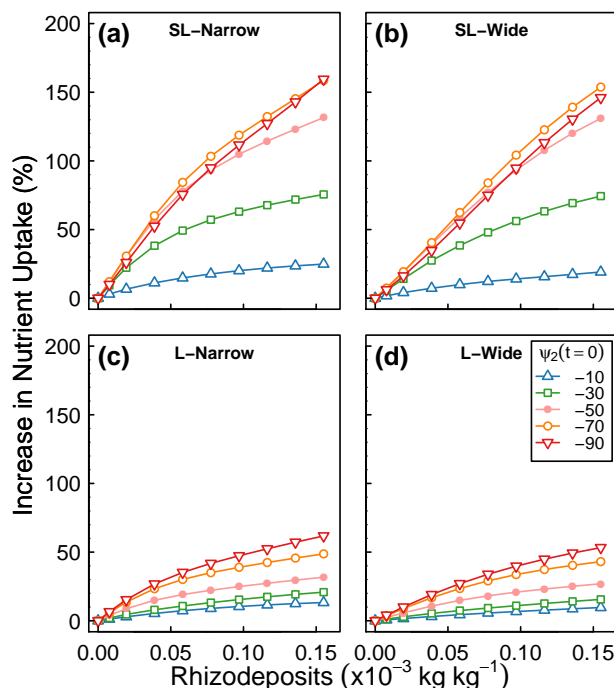 (a) SL−Narrow
(b) SL−Wide
Increase in Nutrient Uptake (%)
200
150
100
50
0
(c) L−Narrow
(d) L−Wide
200
150
100
50
0
ψ₂(t=0)
−10
−30
−50
−70
−90
0.00 0.05 0.10 0.15 0.00 0.05 0.10 0.15
Rhizodeposits (x10⁻³ kg kg⁻¹)